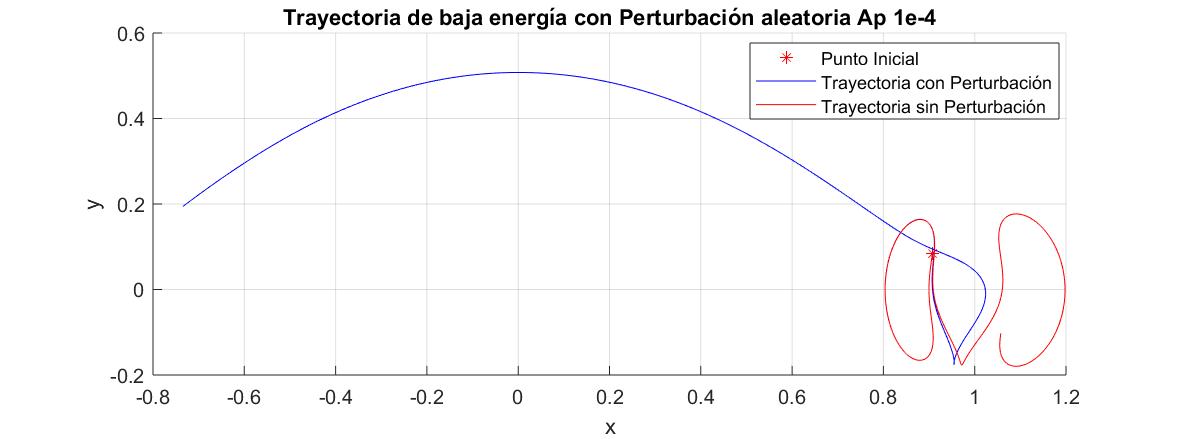 Trayectoria de baja energía con Perturbación aleatoria Ap 1e-4
Punto Inicial
Trayectoria con Perturbación
Trayectoria sin Perturbación
0.6
0.4
0.2
0
-0.2
y
-0.8 -0.6 -0.4 -0.2 0 0.2 0.4 0.6 0.8 1 1.2
x